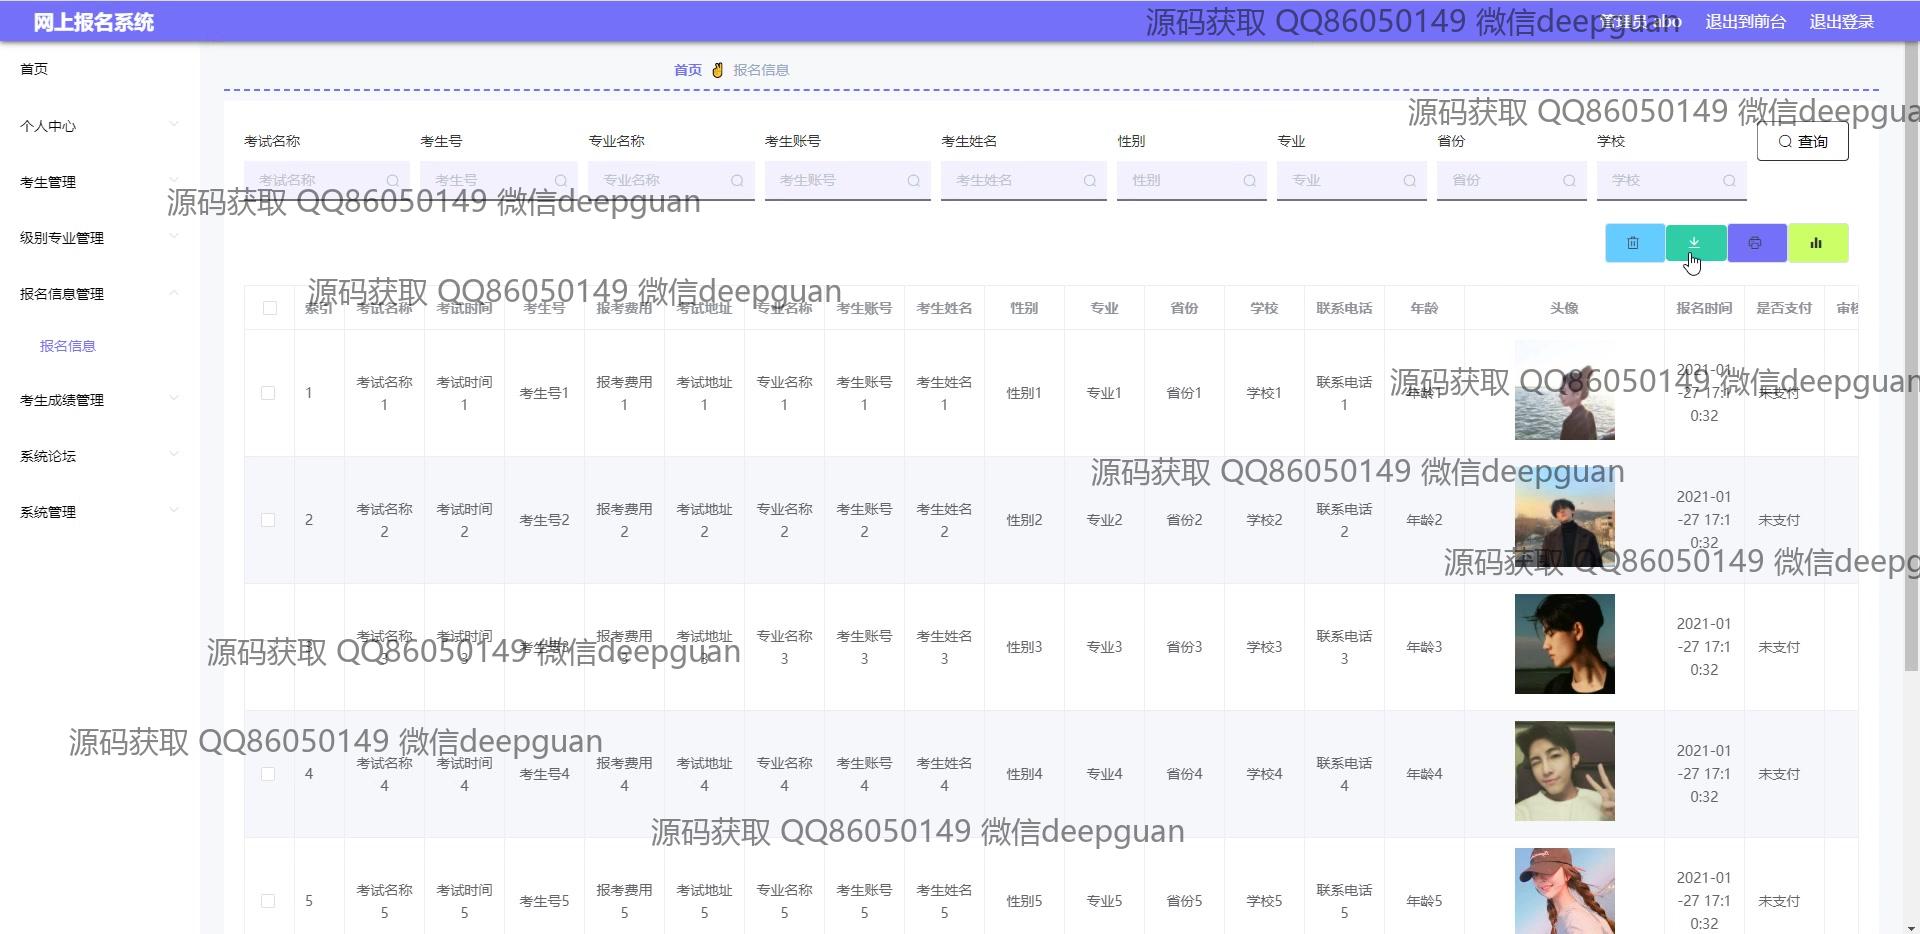 网上报名系统
源码获取 QQ86050149 微信deepguan
退出到前台 退出登录
首页
个人中心
考生管理
级别专业管理
报名信息管理
报名信息
考生成绩管理
系统论坛
系统管理
首页 报名信息
源码获取 QQ86050149 微信deepgua
考试名称 考生号 专业名称 考生账号 考生姓名 性别 专业 省份 学校 查询
考试名称 考生号 专业名称 考生账号 考生姓名 性别 专业 省份 学校
源码获取 QQ86050149 微信deepguan
源码获取 QQ86050149 微信deepguan
索引 考试名称 考试时间 考生号 报考费用 考试地址 专业名称 考生账号 考生姓名 性别 专业 省份 学校 联系电话 年龄 头像 报名时间 是否支付
1 考试名称1 考试时间1 考生号1 报考费用1 考试地址1 专业名称1 考生账号1 考生姓名1 性别1 专业1 省份1 学校1 联系电话1 年龄1 2021-01-27 17:10:32 未支付
源码获取 QQ86050149 微信deepguan
源码获取 QQ86050149 微信deepguan
2 考试名称2 考试时间2 考生号2 报考费用2 考试地址2 专业名称2 考生账号2 考生姓名2 性别2 专业2 省份2 学校2 联系电话2 年龄2 2021-01-27 17:10:32 未支付
源码获取 QQ86050149 微信deepg
3 考试名称3 考试时间3 考生号3 报考费用3 考试地址3 专业名称3 考生账号3 考生姓名3 性别3 专业3 省份3 学校3 联系电话3 年龄3 2021-01-27 17:10:32 未支付
源码获取 QQ86050149 微信deepguan
源码获取 QQ86050149 微信deepguan
4 考试名称4 考试时间4 考生号4 报考费用4 考试地址4 专业名称4 考生账号4 考生姓名4 性别4 专业4 省份4 学校4 联系电话4 年龄4 2021-01-27 17:10:32 未支付
源码获取 QQ86050149 微信deepguan
5 考试名称5 考试时间5 考生号5 报考费用5 考试地址5 专业名称5 考生账号5 考生姓名5 性别5 专业5 省份5 学校5 联系电话5 年龄5 2021-01-27 17:10:32 未支付